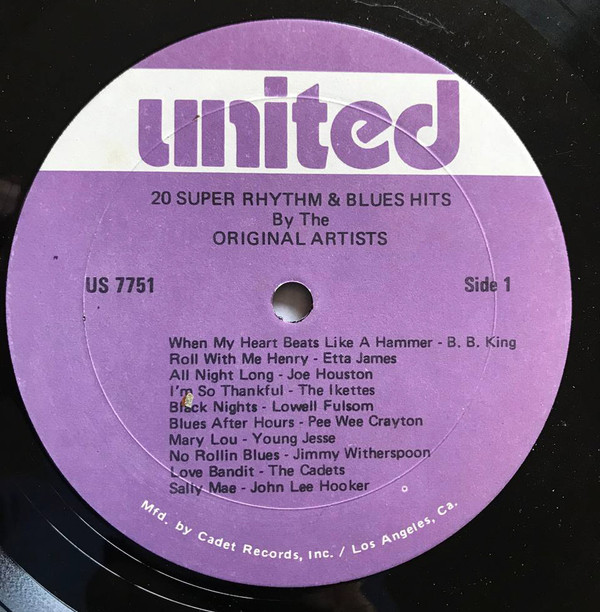 united
20 SUPER RHYTHM & BLUES HITS
By The
ORIGINAL ARTISTS
US 7751
Side 1
When My Heart Beats Like A Hammer - B. B. King
Roll With Me Henry - Etta James
All Night Long - Joe Houston
I'm So Thankful - The Ikettes
Black Nights - Lowell Fulsom
Blues After Hours - Pee Wee Crayton
Mary Lou - Young Jesse
No Rollin Blues - Jimmy Witherspoon
Love Bandit - The Cadets
Sally Mae - John Lee Hooker
Mfd. by Cadet Records, Inc. / Los Angeles, Ca.